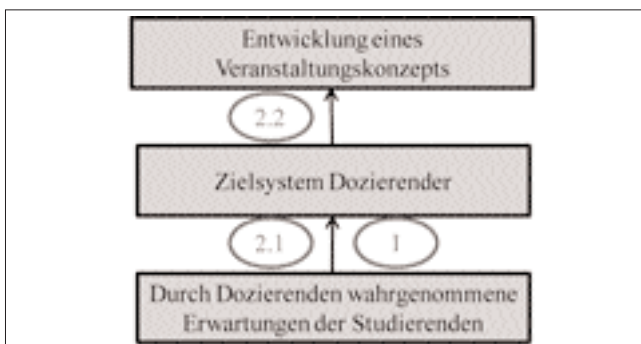 Entwicklung eines
Veranstaltungskonzepts
2.2
Zielsystem Dozierender
2.1 1
Durch Dozierenden wahrgenommene
Erwartungen der Studierenden